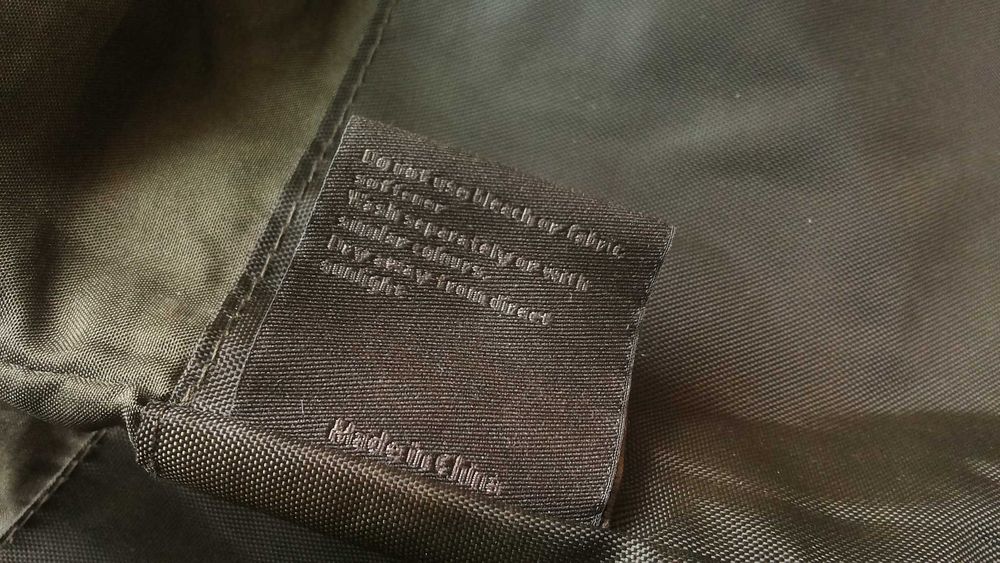 Do not use bleach or fabric
softener
Wash separately or with
similar colours.
Dry away from direct
sunlight
Made in China